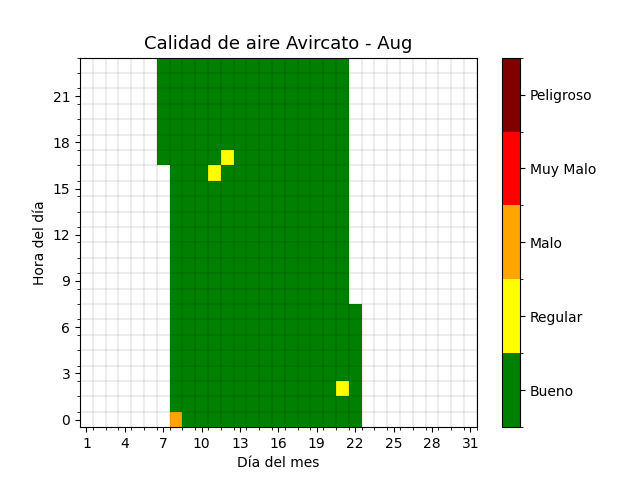 Calidad de aire Avircato - Aug
21
18
15
12
9
6
3
0
Hora del día
1 4 7 10 13 16 19 22 25 28 31
Día del mes
Peligroso
Muy Malo
Malo
Regular
Bueno